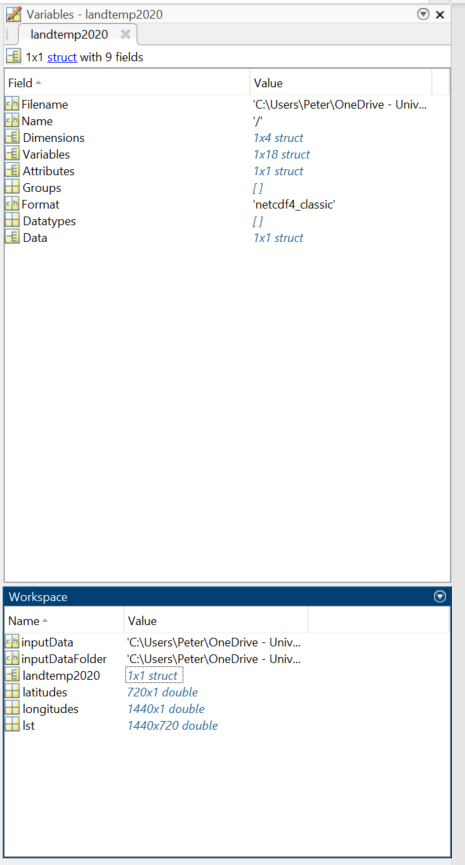 Variables - landtemp2020
landtemp2020
1x1 struct with 9 fields
Field Value
Filename 'C:\Users\Peter\OneDrive - Univ...
Name '/'
Dimensions 1x4 struct
Variables 1x18 struct
Attributes 1x1 struct
Groups []
Format 'netcdf4_classic'
Datatypes []
Data 1x1 struct
Workspace
Name Value
inputData 'C:\Users\Peter\OneDrive - Univ...
inputDataFolder 'C:\Users\Peter\OneDrive - Univ...
landtemp2020 1x1 struct
latitudes 720x1 double
longitudes 1440x1 double
lst 1440x720 double